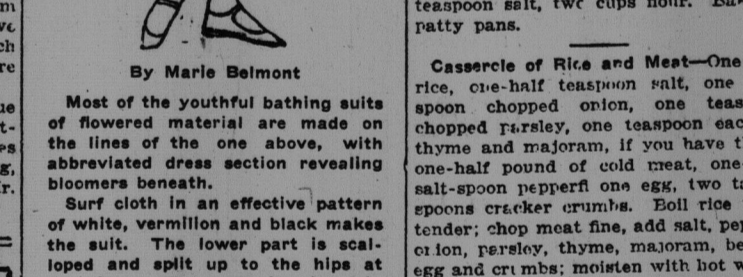 By Marie Belmont
Most of the youthful bathing suits
of flowered material are made on
the lines of the one above, with
abbreviated dress section revealing
bloomers beneath.
Surf cloth in an effective pattern
of white, vermilion and black makes
the suit. The lower part is scal-
loped and split up to the hips at
teaspoon salt, two cups flour.
patty pans.
Casserole of Rice and Meat—One
rice, one-half teaspoon salt, one
spoon chopped onion, one teas
chopped parsley, one teaspoon eac
thyme and majoram, if you have t
one-half pound of cold meat, one
salt-spoon pepperfl one egg, two ta
spoons cracker crumbs. Boil rice
tender; chop meat fine, add salt, pep
onion, parsley, thyme, majoram, be
egg and crumbs; moisten with hot w